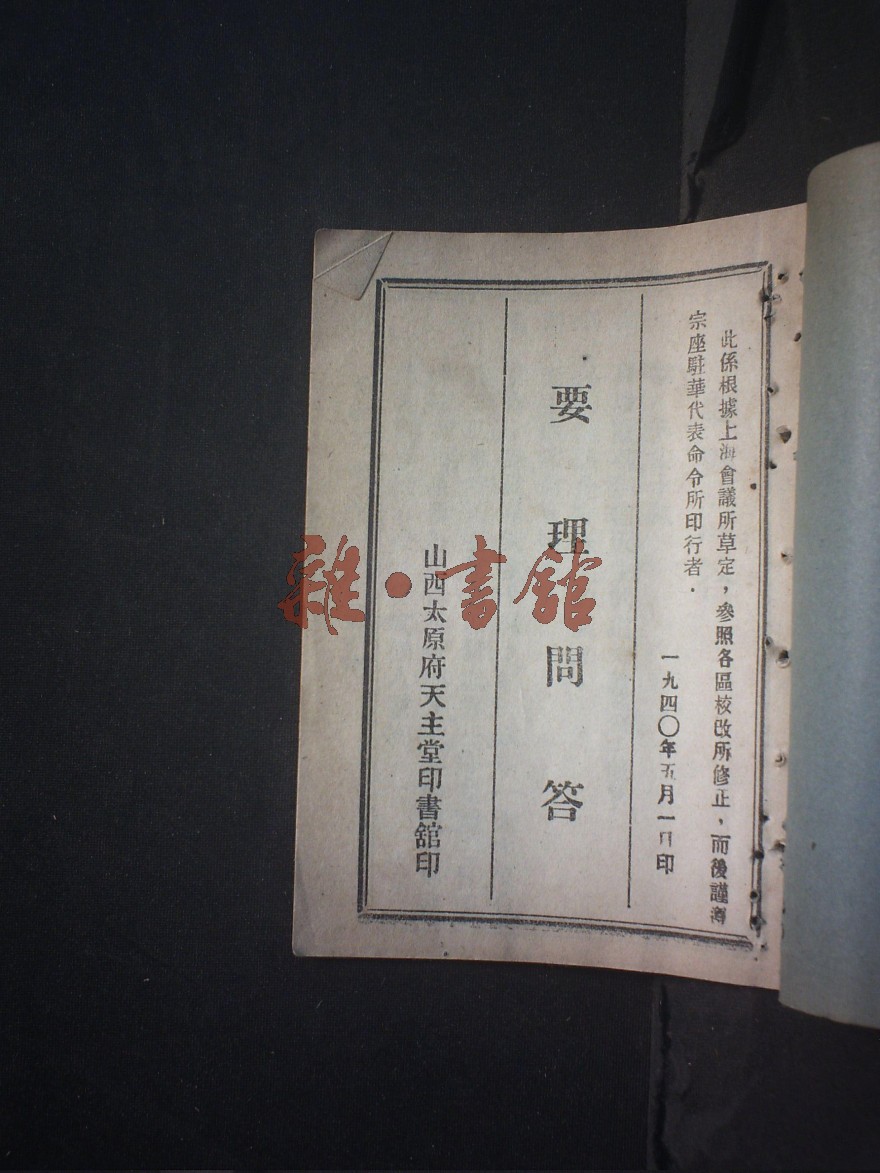 此係根據上海會議所草定，參照各區校改所修正，而後謹遵
宗座駐華代表命令所印行者．
一九四〇年五月一日印
要理問答
山西太原府天主堂印書館印
雜·書館